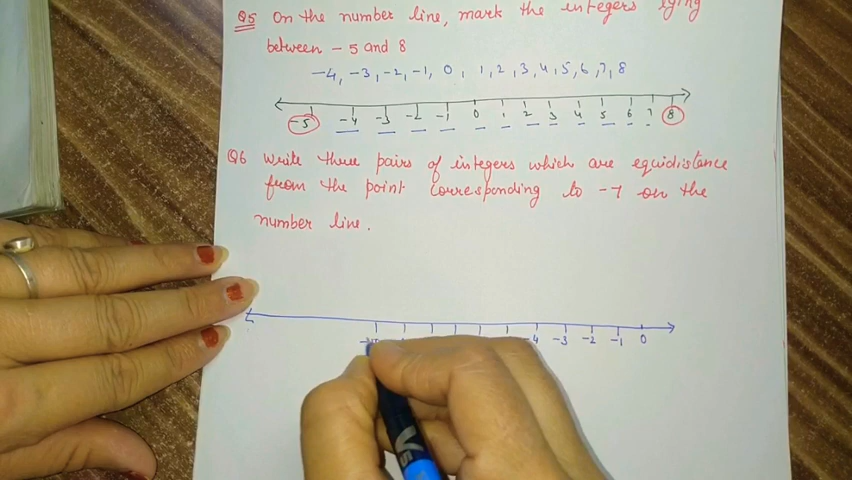 Q5 On the number line, mark the integers lying
between -5 and 8
-4, -3, -2, -1, 0, 1, 2, 3, 4, 5, 6, 7, 8
-5 -4 -3 -2 -1 0 1 2 3 4 5 6 7 8
Q6 Write three pairs of integers which are equidistance
from the point corresponding to -7 on the
number line.
-4 -3 -2 -1 0
V5